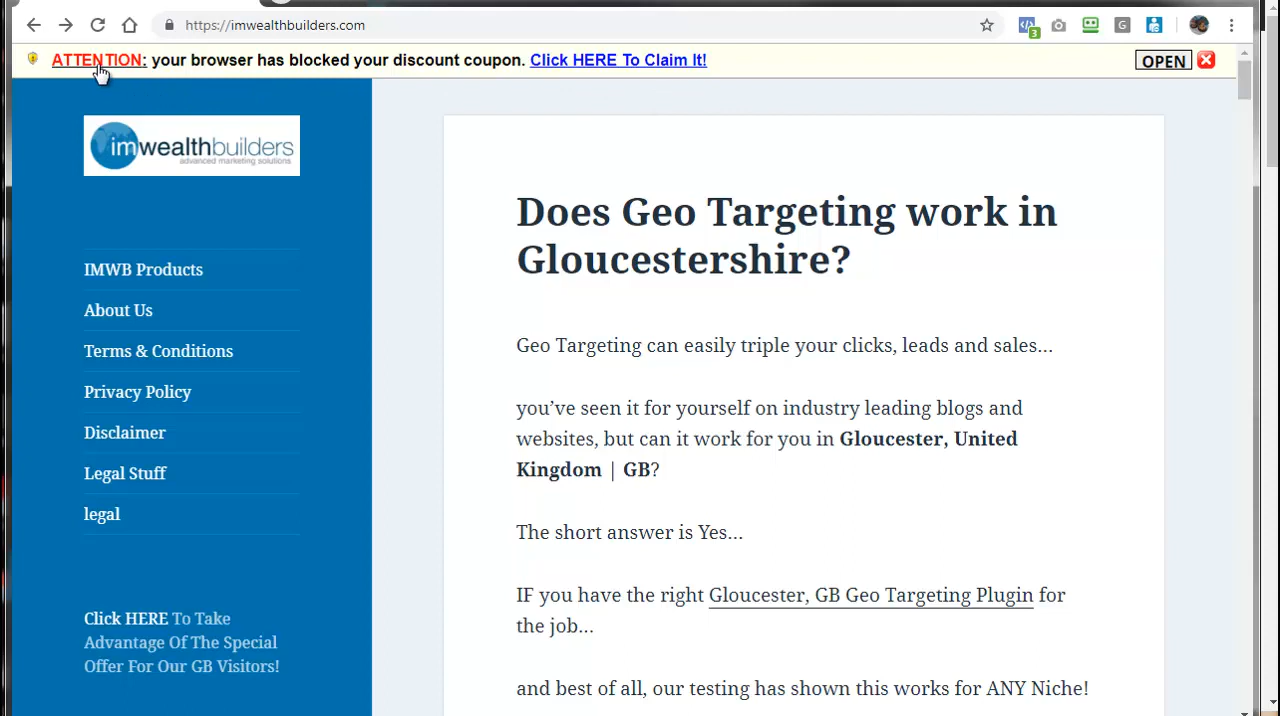 https://imwealthbuilders.com
3
G
ATTENTION: your browser has blocked your discount coupon. Click HERE To Claim It!
OPEN
imwealthbuilders
advanced marketing solutions
IMWB Products
About Us
Terms & Conditions
Privacy Policy
Disclaimer
Legal Stuff
legal
Click HERE To Take
Advantage Of The Special
Offer For Our GB Visitors!
Does Geo Targeting work in
Gloucestershire?
Geo Targeting can easily triple your clicks, leads and sales…
you’ve seen it for yourself on industry leading blogs and
websites, but can it work for you in Gloucester, United
Kingdom | GB?
The short answer is Yes…
IF you have the right Gloucester, GB Geo Targeting Plugin for
the job…
and best of all, our testing has shown this works for ANY Niche!